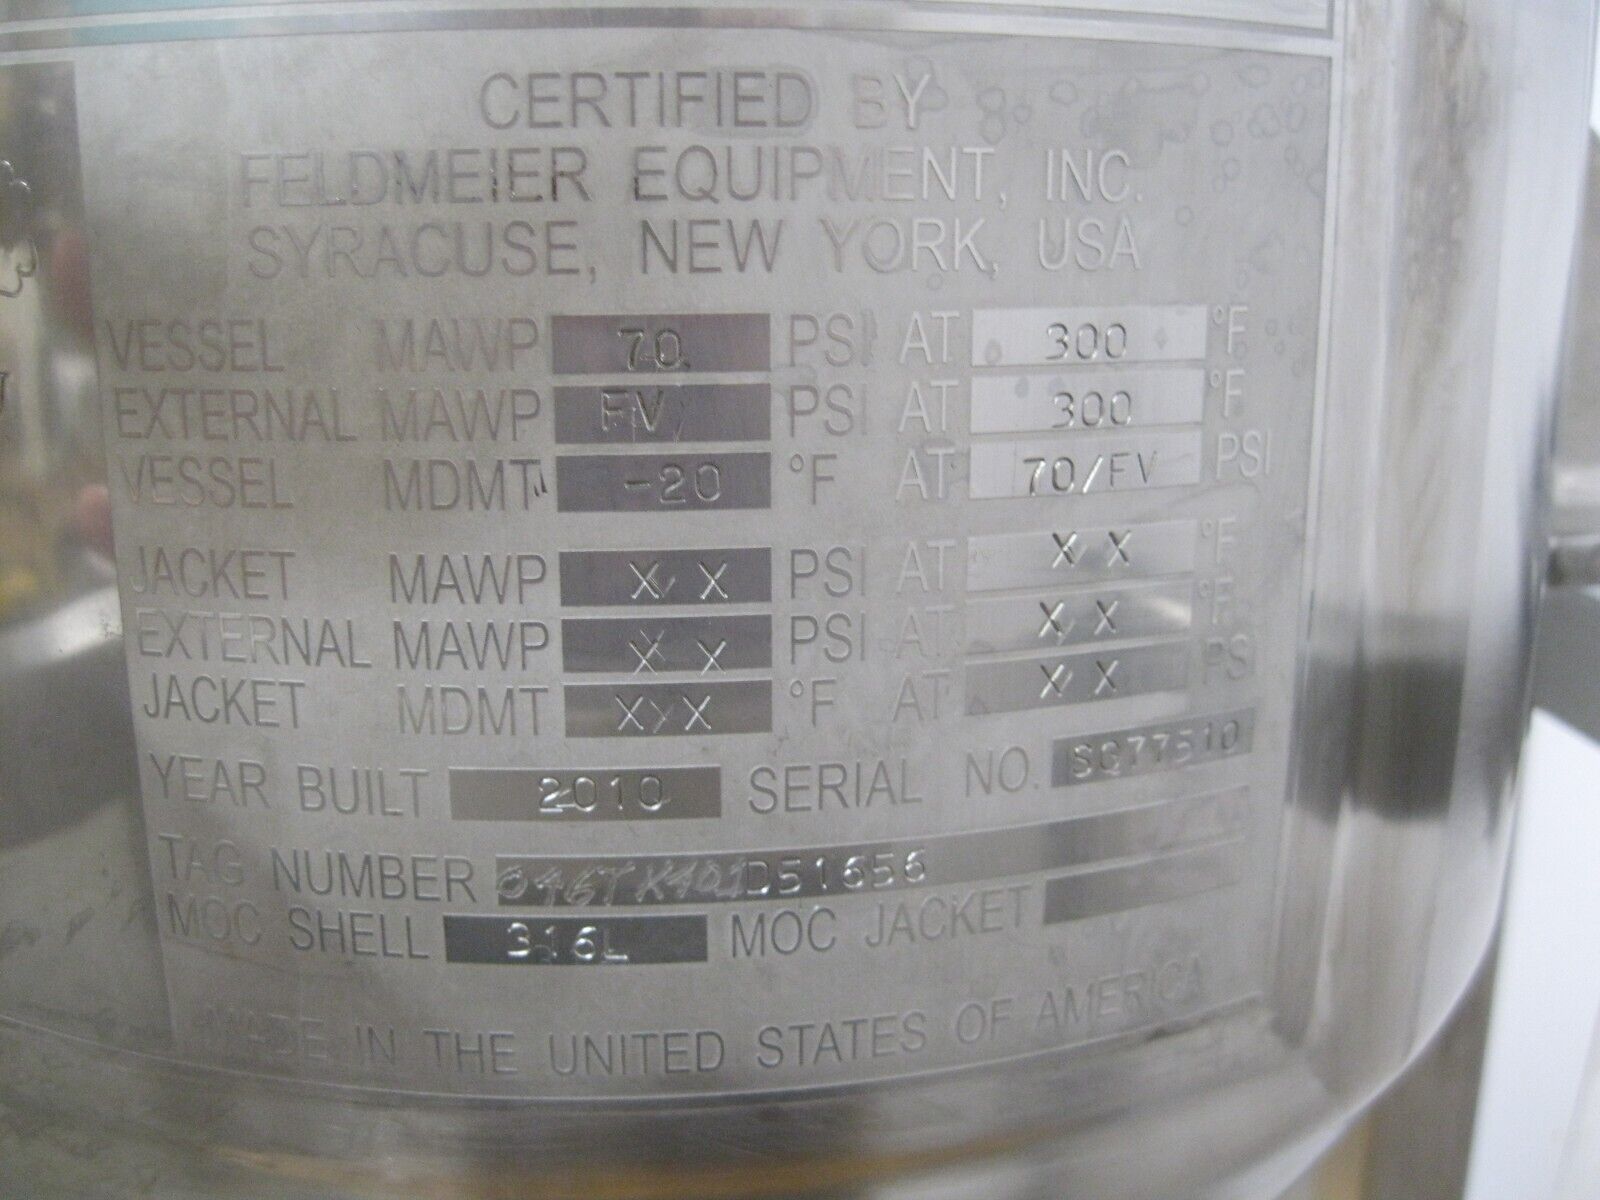 CERTIFIED BY
FELDMEIER EQUIPMENT, INC.
SYRACUSE, NEW YORK, USA
VESSEL MAWP 70 PSI AT 300 °F
EXTERNAL MAWP FV PSI AT 300 °F
VESSEL MDMT -20 °F AT 70/FV PSI
JACKET MAWP X X PSI AT X X °F
EXTERNAL MAWP X X PSI AT X X °F
JACKET MDMT X X °F AT X X PSI
YEAR BUILT 2010 SERIAL NO.
TAG NUMBER D51656
MOC SHELL 316L MOC JACKET
MADE IN THE UNITED STATES OF AMERICA